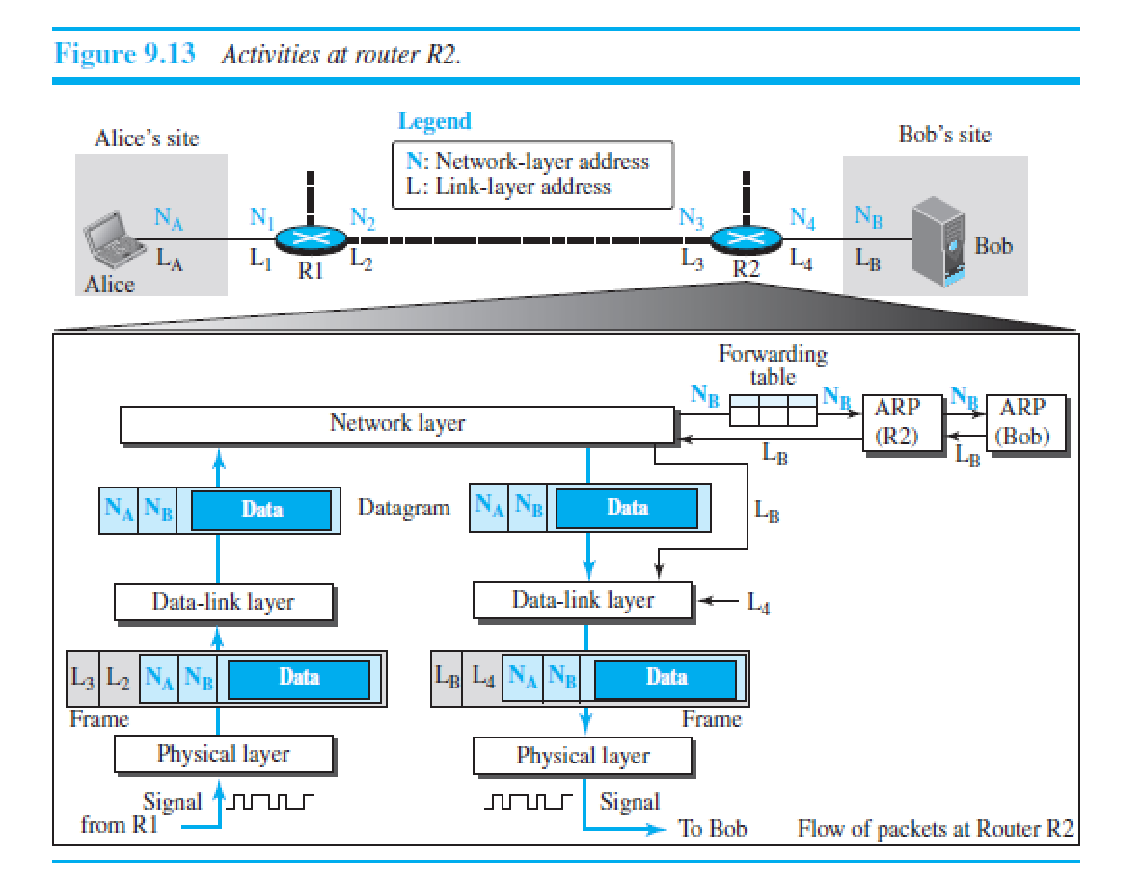 Figure 9.13 Activities at router R2.
Legend
Alice's site
Bob's site
N: Network-layer address
L: Link-layer address
NA N1 N2 N3 N4 NB
LA L1 L2 L3 L4 LB
Alice
R1
R2
Bob
Forwarding
table
NB NB NB
Network layer
ARP
(R2)
ARP
(Bob)
LB LB
NA NB Data
Datagram
NA NB Data
LB
Data-link layer
Data-link layer
L4
L3 L2 NA NB Data
LB L4 NA NB Data
Frame
Frame
Physical layer
Physical layer
Signal
from R1
Signal
To Bob
Flow of packets at Router R2